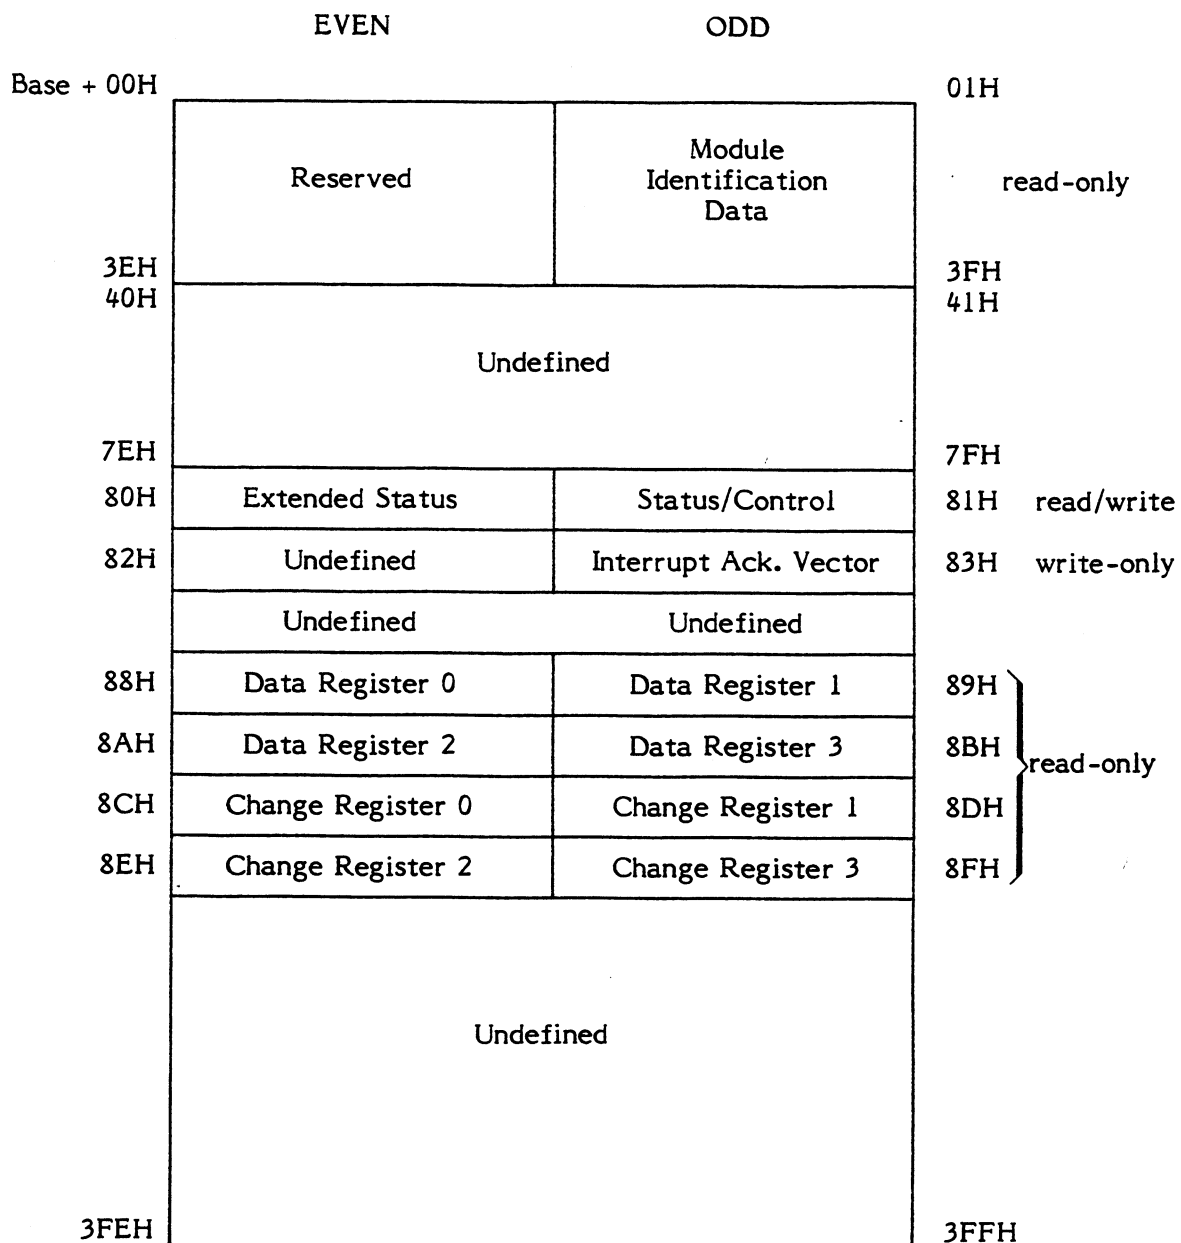 EVEN ODD
Base + 00H 01H
Reserved Module Identification Data read-only
3EH 3FH
40H 41H
Undefined
7EH 7FH
80H Extended Status Status/Control 81H read/write
82H Undefined Interrupt Ack. Vector 83H write-only
Undefined Undefined
88H Data Register 0 Data Register 1 89H
8AH Data Register 2 Data Register 3 8BH
read-only
8CH Change Register 0 Change Register 1 8DH
8EH Change Register 2 Change Register 3 8FH
Undefined
3FEH 3FFH